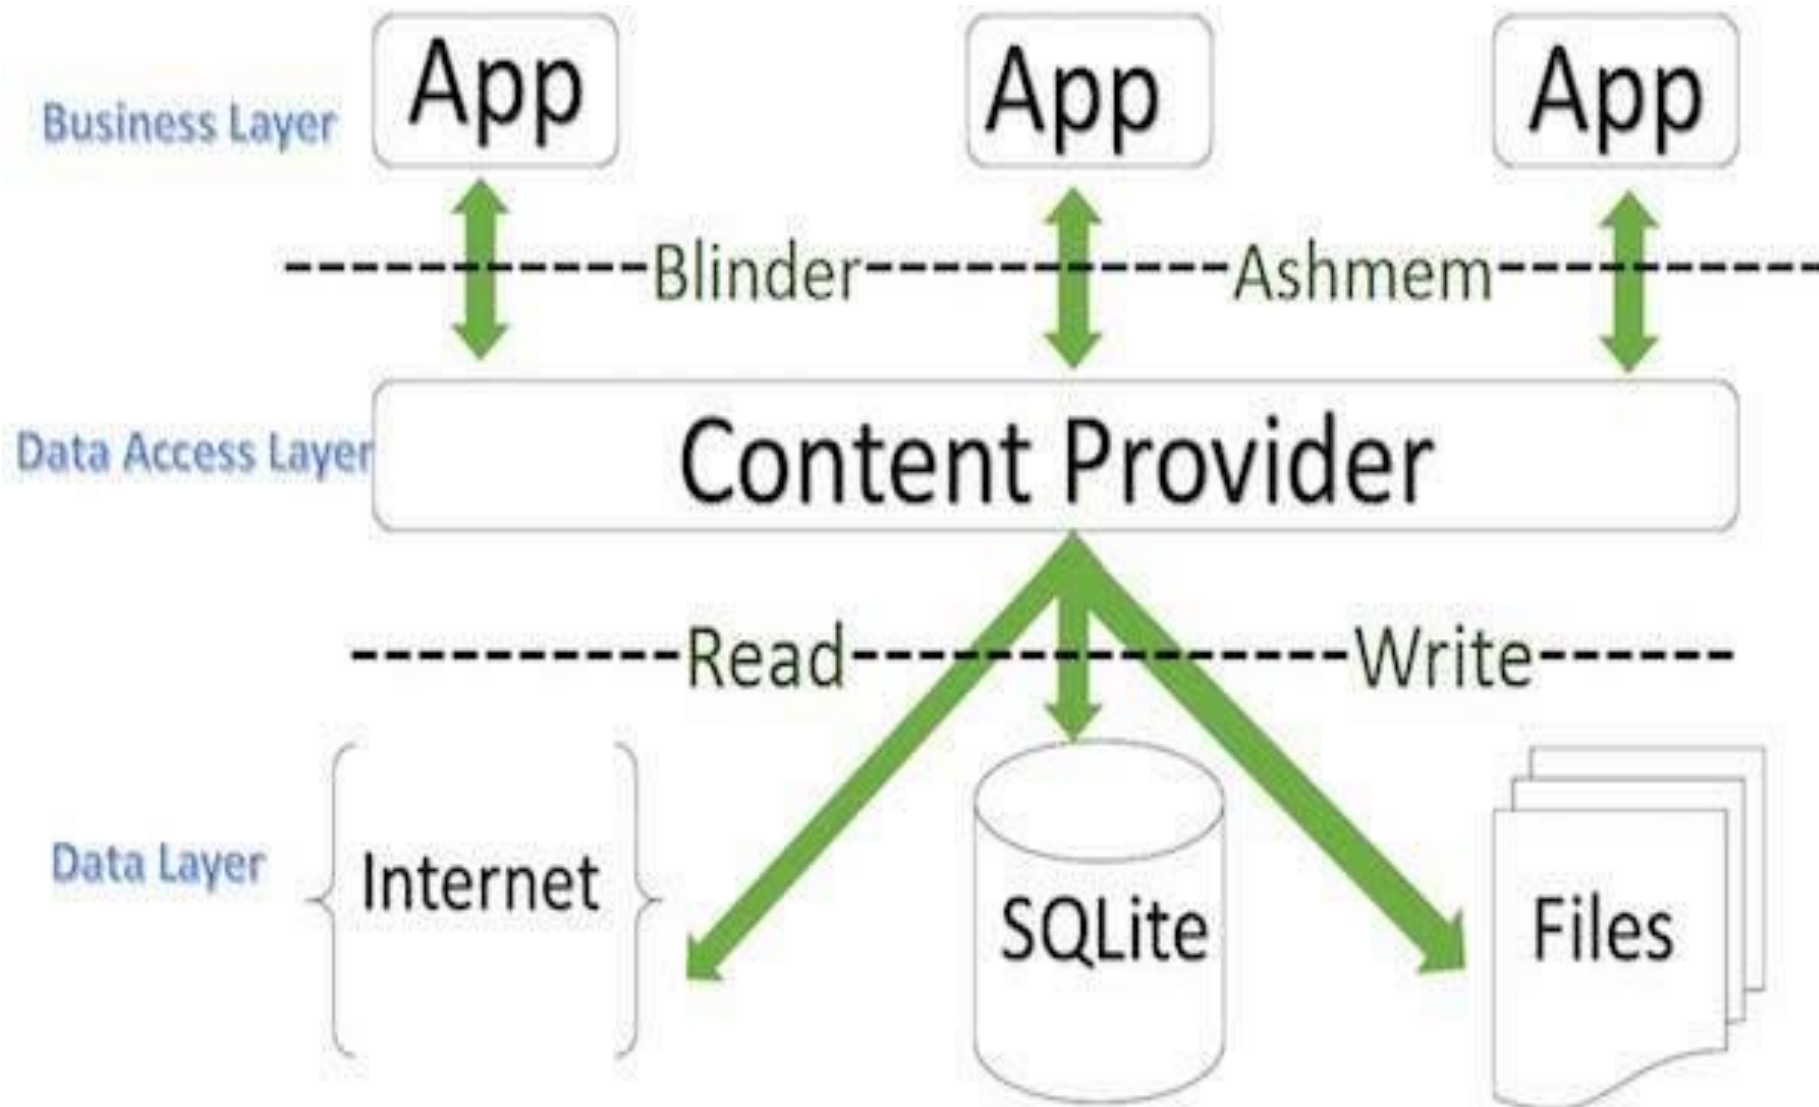 App
App
App
Business Layer
Blinder
Ashmem
Data Access Layer
Content Provider
Read
Write
Data Layer
Internet
SQLite
Files